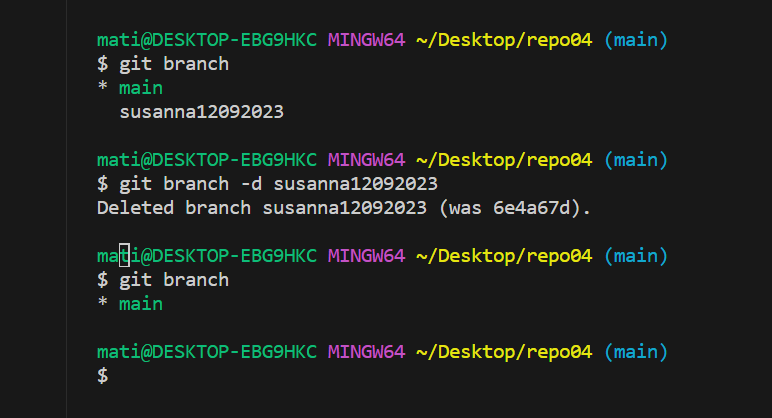 mati@DESKTOP-EBG9HKC MINGW64 ~/Desktop/repo04 (main)
$ git branch
* main
  susanna12092023
mati@DESKTOP-EBG9HKC MINGW64 ~/Desktop/repo04 (main)
$ git branch -d susanna12092023
Deleted branch susanna12092023 (was 6e4a67d).
mati@DESKTOP-EBG9HKC MINGW64 ~/Desktop/repo04 (main)
$ git branch
* main
mati@DESKTOP-EBG9HKC MINGW64 ~/Desktop/repo04 (main)
$